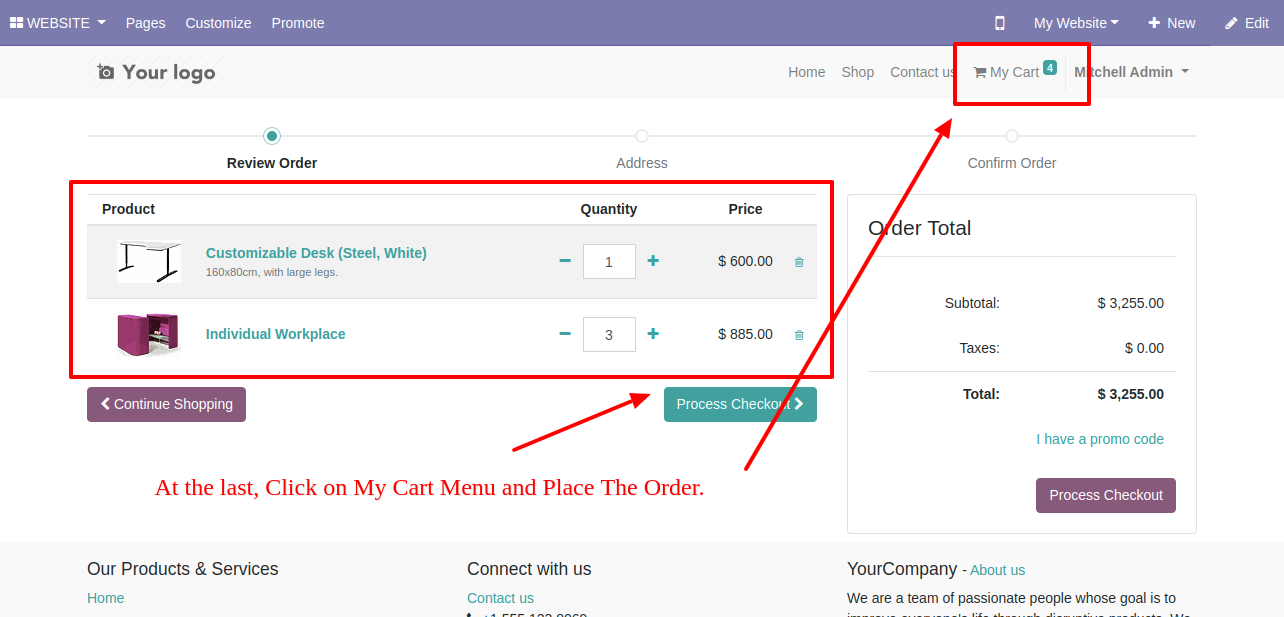 WEBSITE Pages Customize Promote My Website New Edit
Your logo Home Shop Contact us My Cart 4 Mitchell Admin
Review Order Address Confirm Order
Product Quantity Price
Customizable Desk (Steel, White)
160x80cm, with large legs.
1 $ 600.00
Individual Workplace 3 $ 885.00
Continue Shopping Process Checkout
Order Total
Subtotal: $ 3,255.00
Taxes: $ 0.00
Total: $ 3,255.00
I have a promo code
Process Checkout
At the last, Click on My Cart Menu and Place The Order.
Our Products & Services
Home
Connect with us
Contact us
YourCompany - About us
We are a team of passionate people whose goal is to